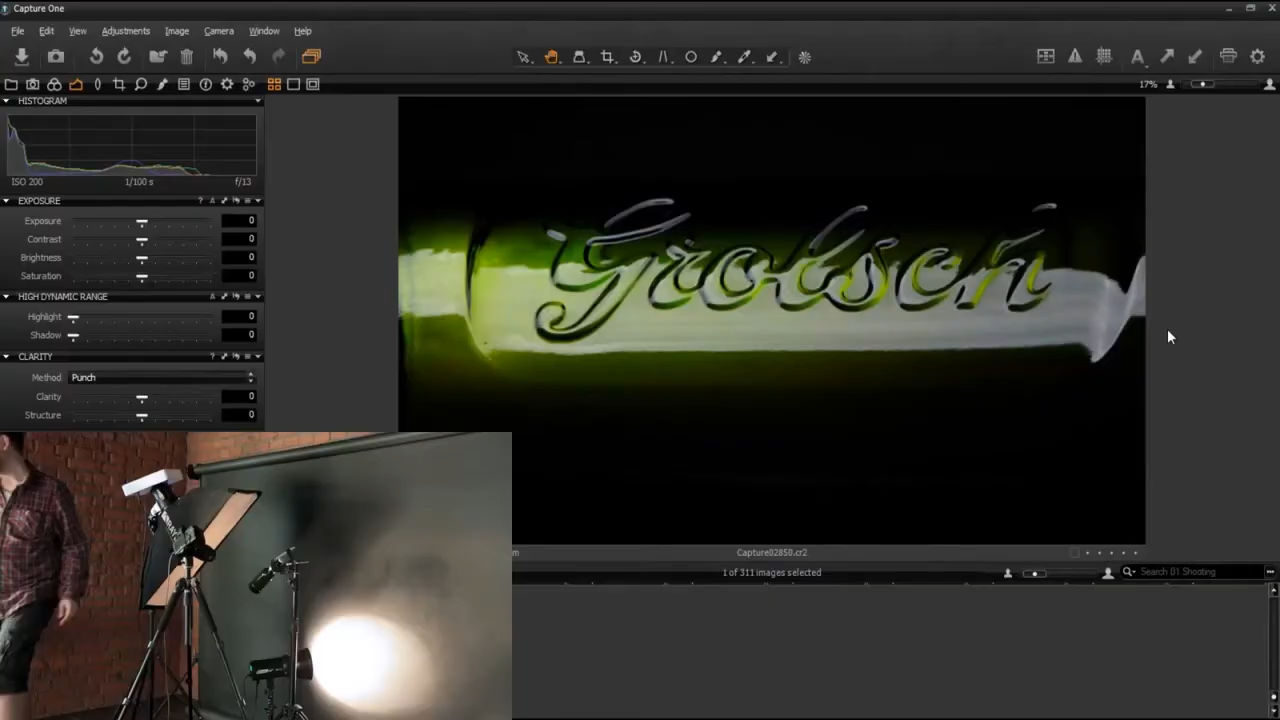 Capture One
File Edit View Adjustments Image Camera Window Help
17%
HISTOGRAM
ISO 200 1/100 s f/13
EXPOSURE ? A
Exposure 0
Contrast 0
Brightness 0
Saturation 0
HIGH DYNAMIC RANGE A
Highlight 0
Shadow 0
CLARITY ?
Method Punch
Clarity 0
Structure 0
Grolsch
m Capture02850.cr2
1 of 311 images selected Search 01 Shooting